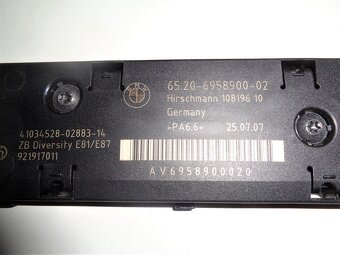 65.20-6958900-02
Hirschmann 108196 10
Germany
>PA6.6< 25.07.07
41034528-02883-14
ZB Diversity E81/E87
921917011
AV6958900020